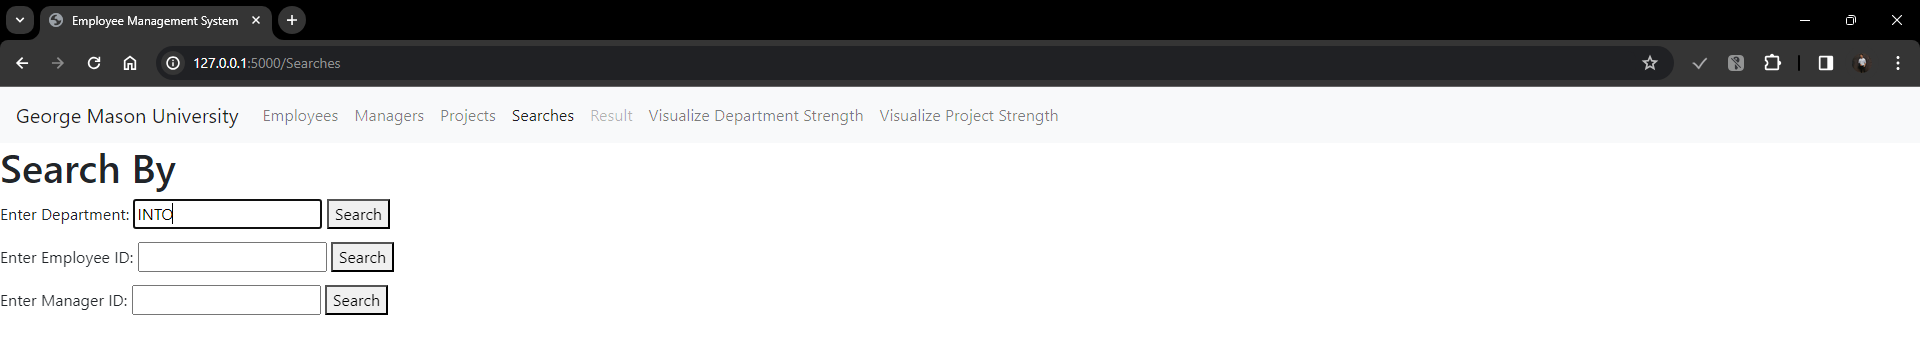 Employee Management System
127.0.0.1:5000/Searches
George Mason University Employees Managers Projects Searches Result Visualize Department Strength Visualize Project Strength
Search By
Enter Department: INTO Search
Enter Employee ID: Search
Enter Manager ID: Search